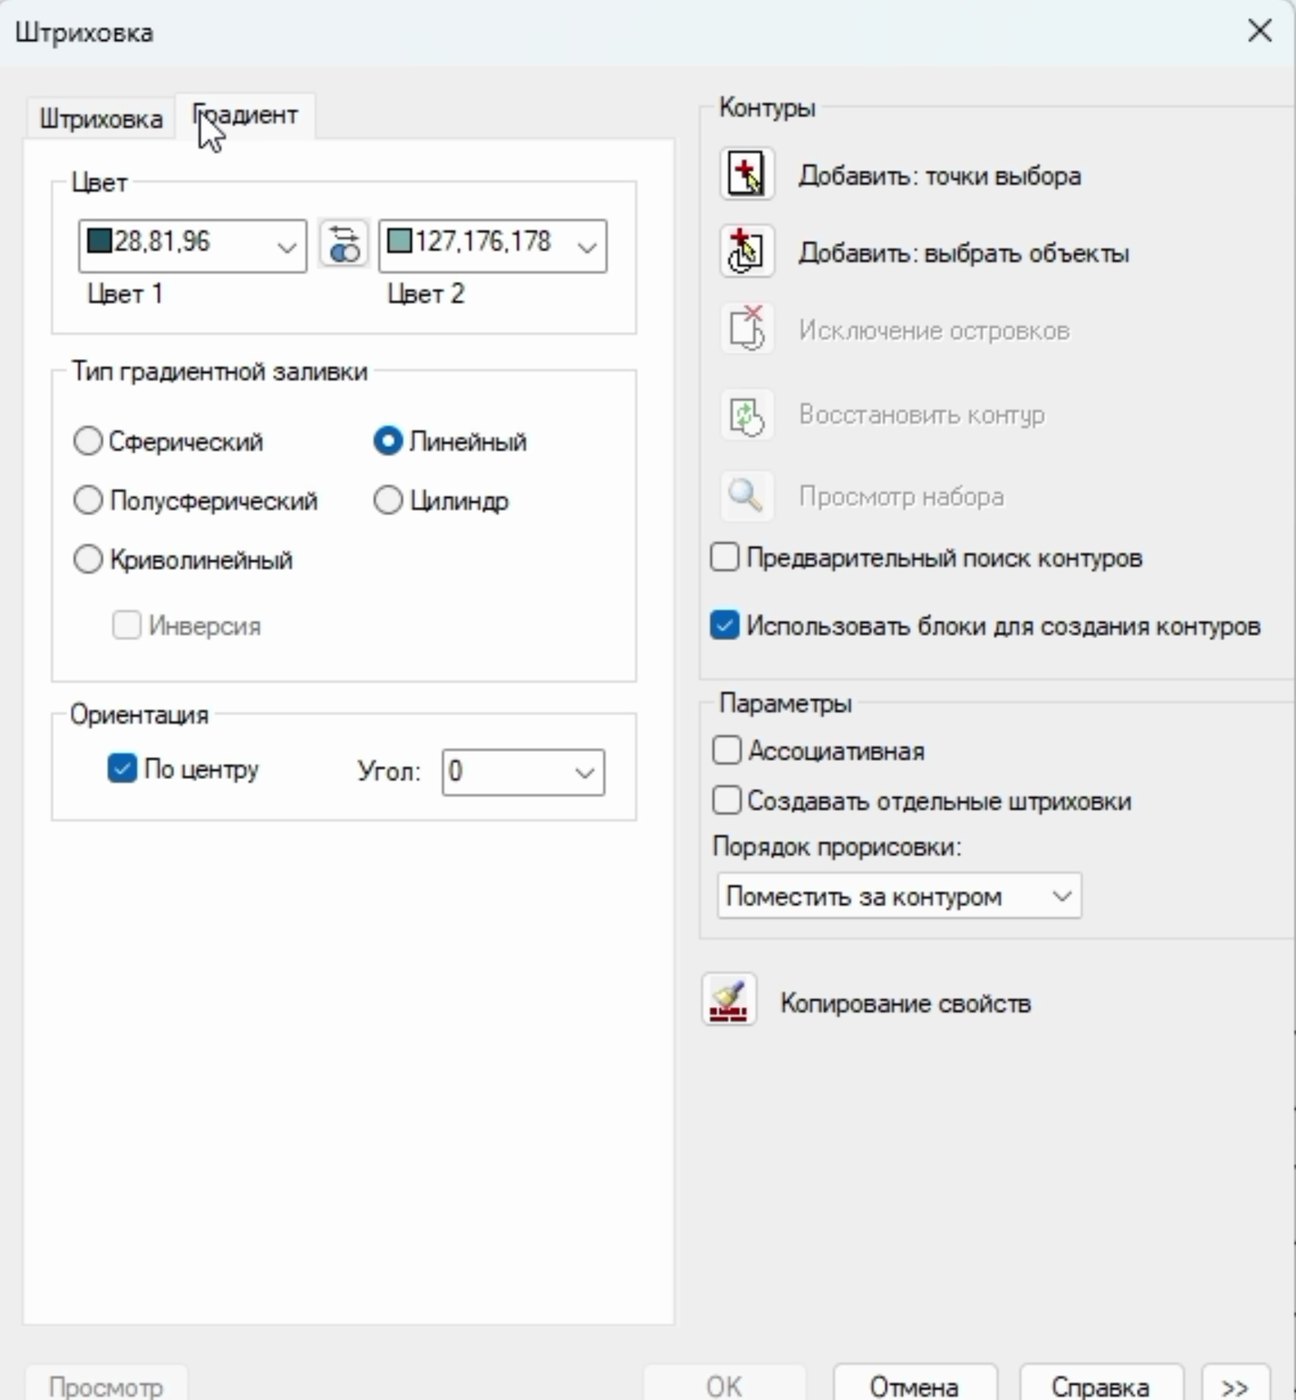 Штриховка
Штриховка
Градиент
Цвет
28,81,96
127,176,178
Цвет 1
Цвет 2
Тип градиентной заливки
Сферический
Линейный
Полусферический
Цилиндр
Криволинейный
Инверсия
Ориентация
По центру
Угол:
0
Контуры
Добавить: точки выбора
Добавить: выбрать объекты
Исключение островков
Восстановить контур
Просмотр набора
Предварительный поиск контуров
Использовать блоки для создания контуров
Параметры
Ассоциативная
Создавать отдельные штриховки
Порядок прорисовки:
Поместить за контуром
Копирование свойств
Просмотр
OK
Отмена
Справка
>>